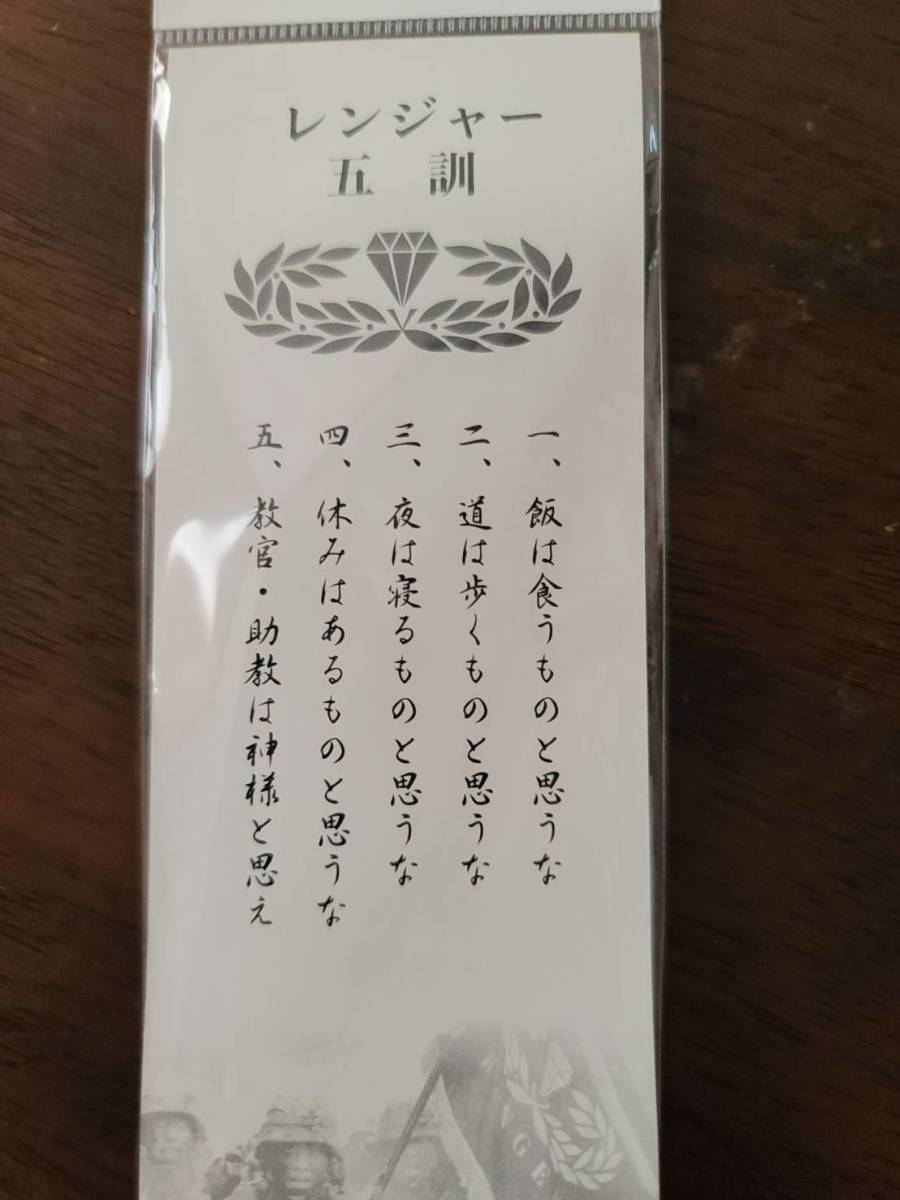 レンジャー
五訓
一、飯は食うものと思うな
二、道は歩くものと思うな
三、夜は寝るものと思うな
四、休みはあるものと思うな
五、教官・助教は神様と思え